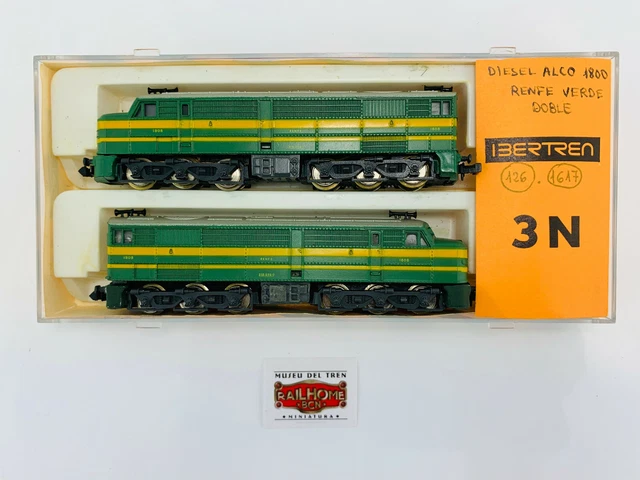 DIESEL ALCO 1800
RENFE VERDE
DOBLE
IBERTREN
126 . 1617
3N
MUSEU DEL TREN
RAILHOME
BCN
MINIATURA